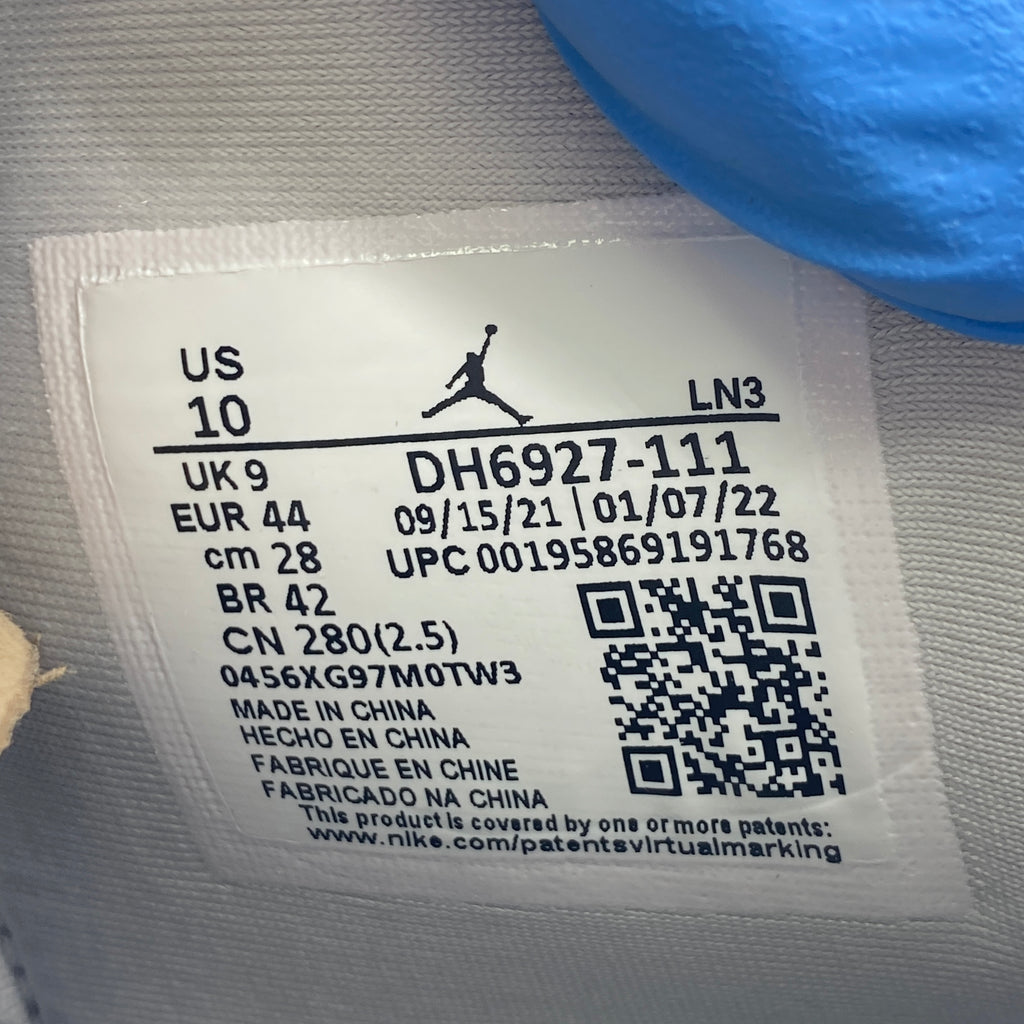 US
10
LN3
UK 9
DH6927-111
EUR 44
09/15/21 | 01/07/22
cm 28
UPC 00195869191768
BR 42
CN 280(2.5)
0456XG97M0TW3
MADE IN CHINA
HECHO EN CHINA
FABRIQUE EN CHINE
FABRICADO NA CHINA
This product is covered by one or more patents:
www.nike.com/patentsvirtualmarking